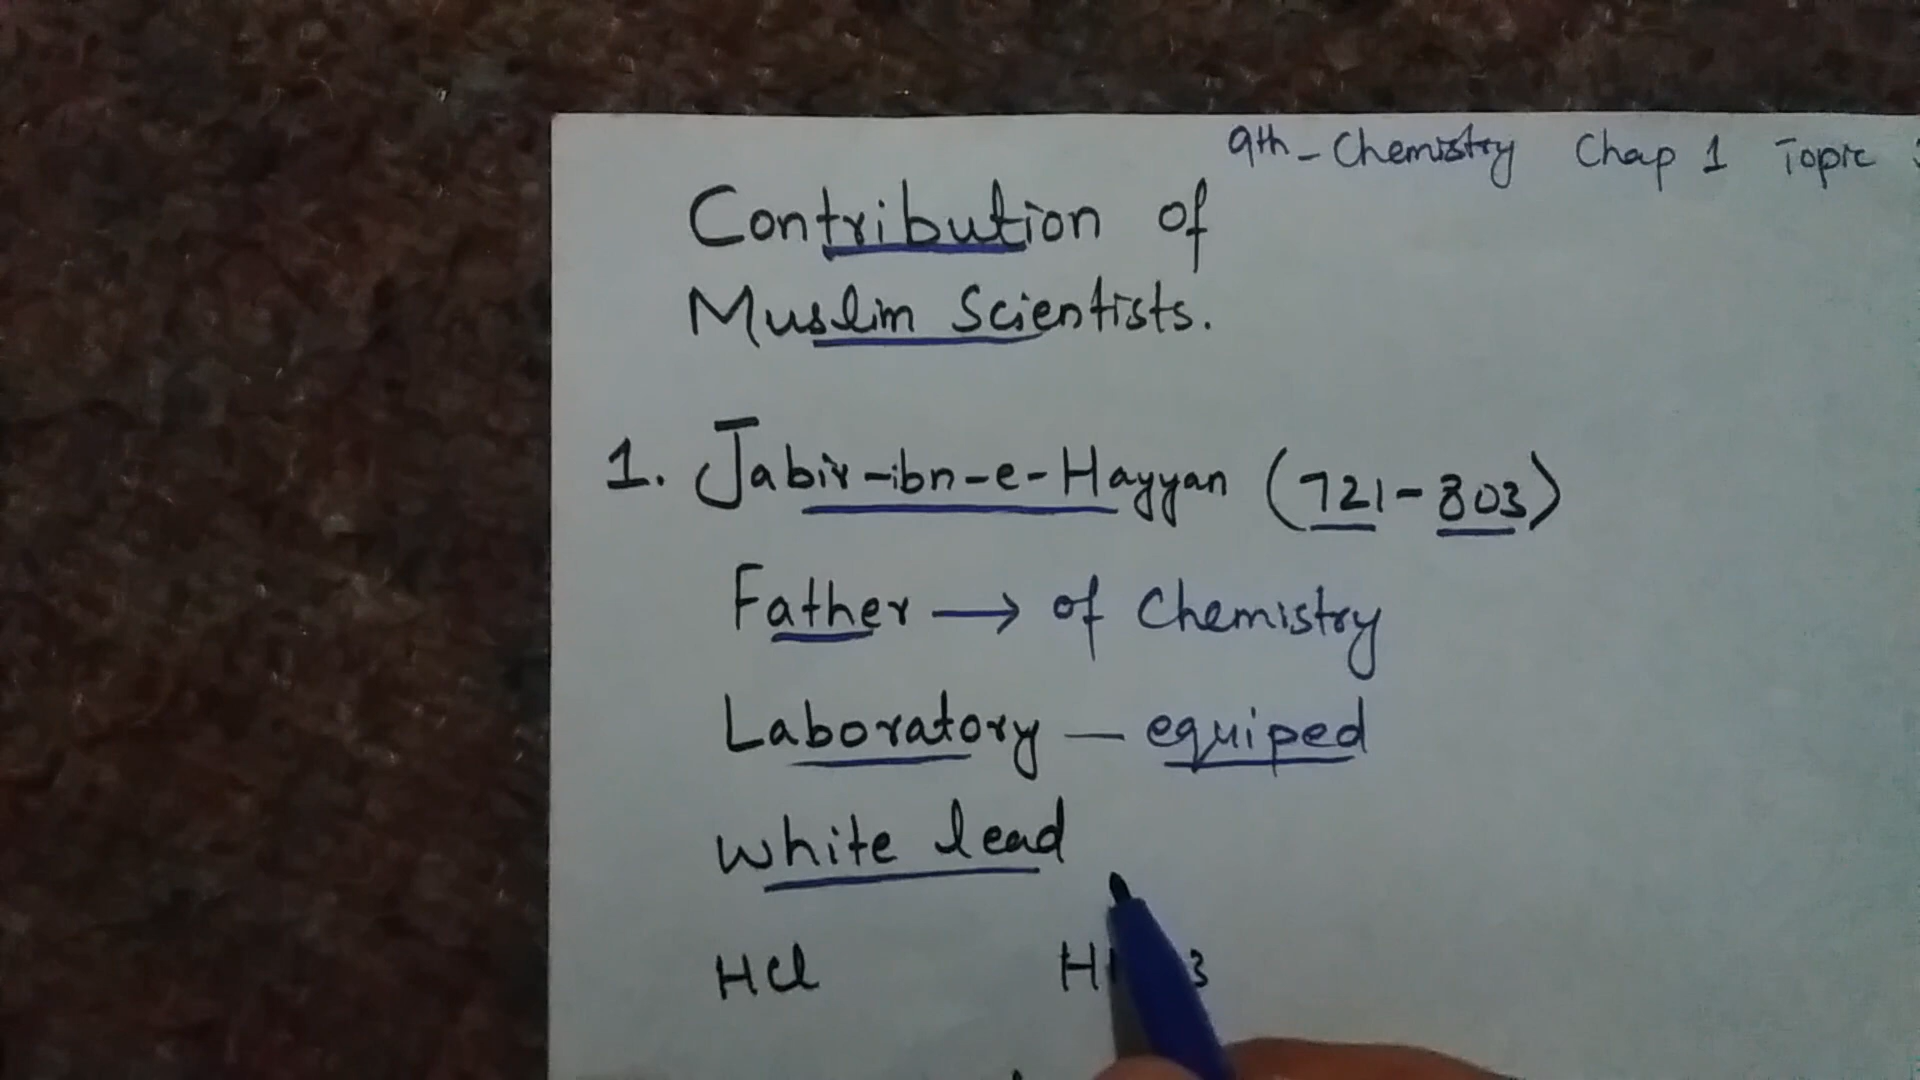 9th - Chemistry Chap 1 Topic
Contribution of
Muslim Scientists.
1. Jabir-ibn-e-Hayyan (721-803)
Father → of Chemistry
Laboratory — equiped
White lead
HCl